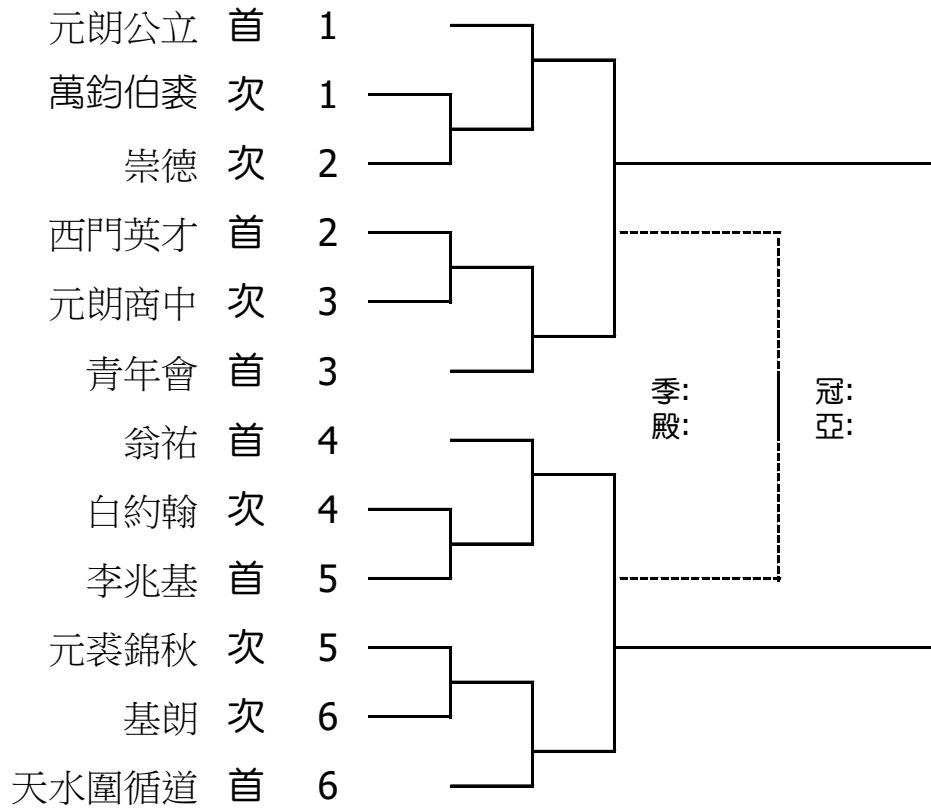 元朗公立 首 1
萬鈞伯裘 次 1
崇德 次 2
西門英才 首 2
元朗商中 次 3
青年會 首 3
季: 冠:
殿: 亞:
翁祐 首 4
白約翰 次 4
李兆基 首 5
元裘錦秋 次 5
基朗 次 6
天水圍循道 首 6